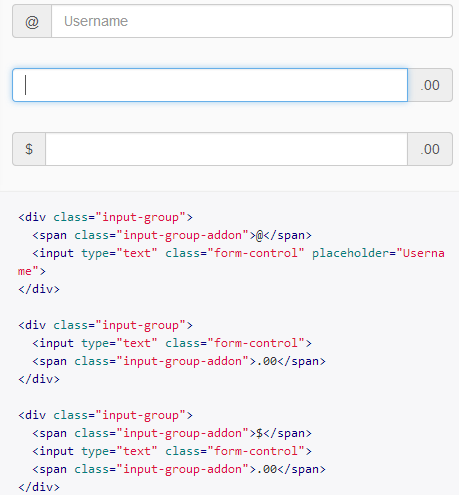 @ Username
.00
$ .00
<div class="input-group">
  <span class="input-group-addon">@</span>
  <input type="text" class="form-control" placeholder="Userna
me">
</div>
<div class="input-group">
  <input type="text" class="form-control">
  <span class="input-group-addon">.00</span>
</div>
<div class="input-group">
  <span class="input-group-addon">$</span>
  <input type="text" class="form-control">
  <span class="input-group-addon">.00</span>
</div>